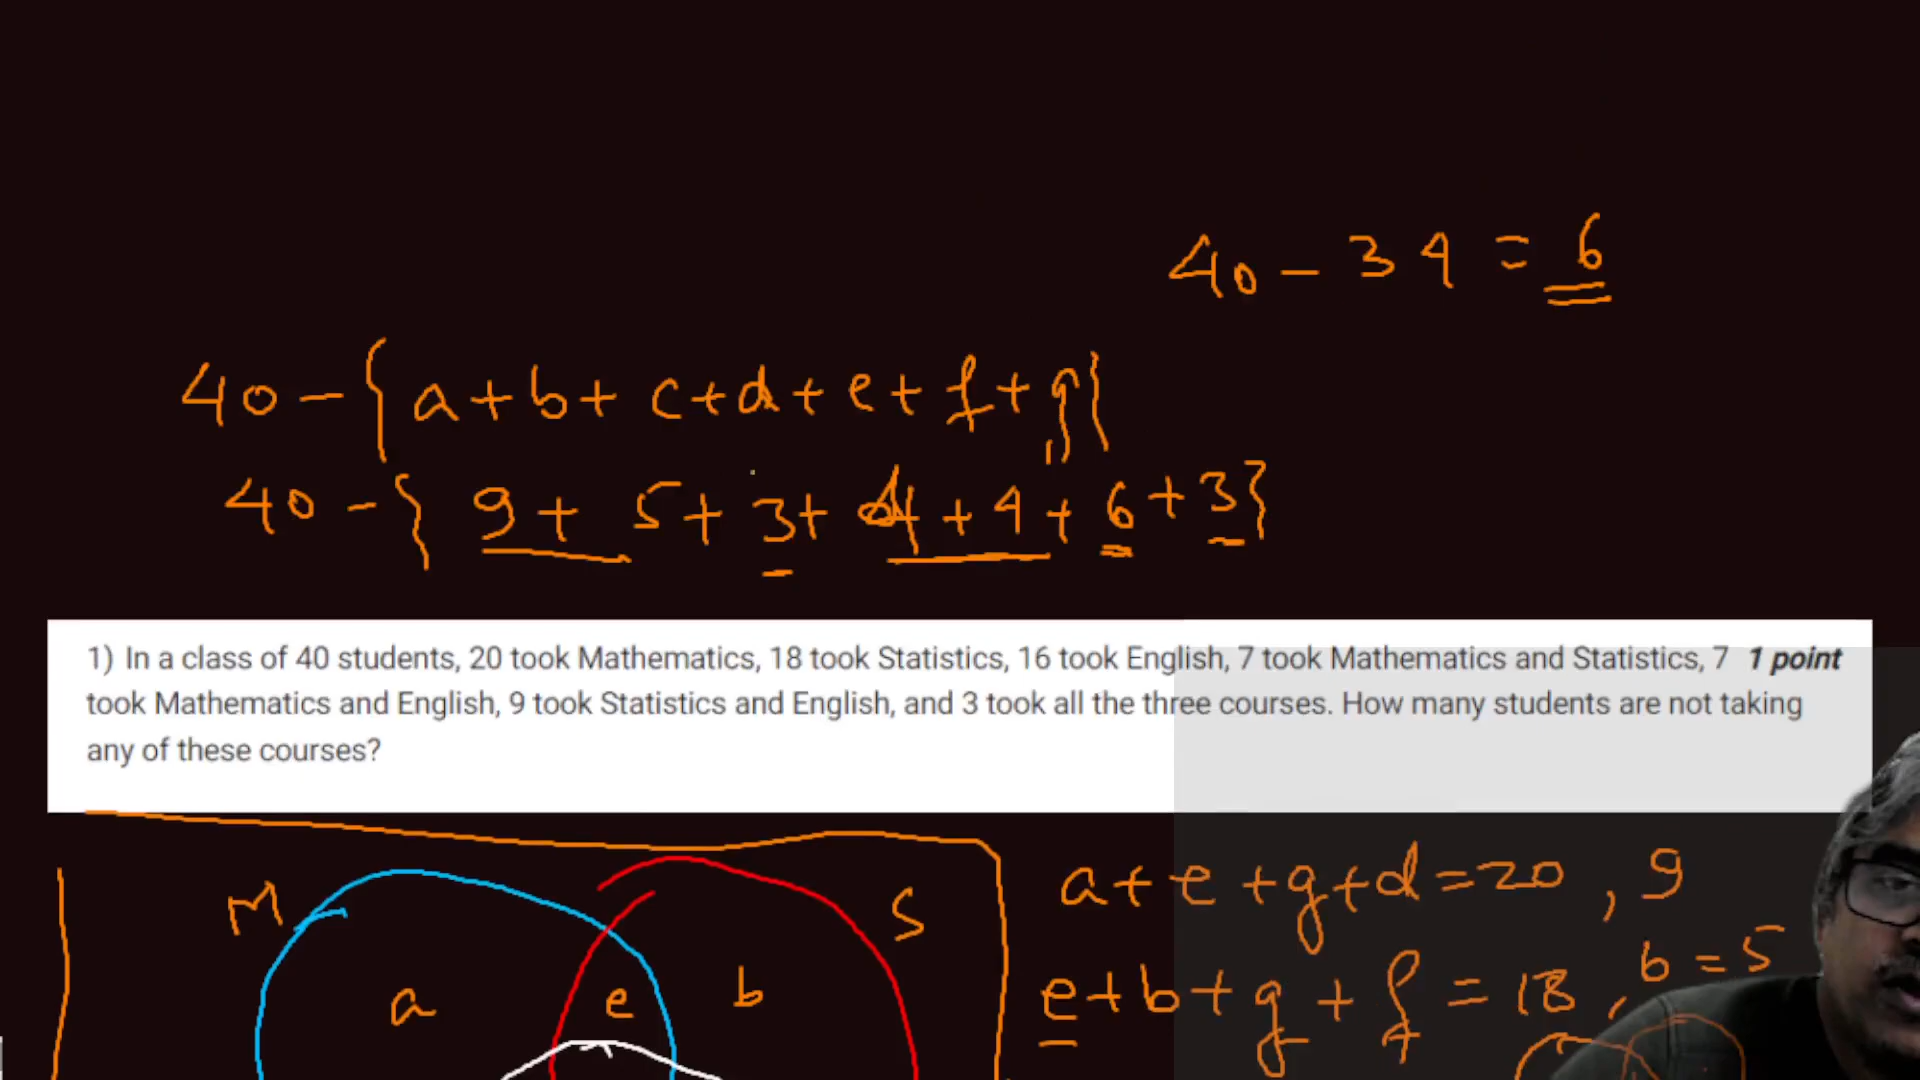 40 - 34 = 6
40 - { a + b + c + d + e + f + g }
40 - { 9 + 5 + 3 + 4 + 4 + 6 + 3 }
1) In a class of 40 students, 20 took Mathematics, 18 took Statistics, 16 took English, 7 took Mathematics and Statistics, 7 1 point
took Mathematics and English, 9 took Statistics and English, and 3 took all the three courses. How many students are not taking
any of these courses?
M S
a + e + g + d = 20 , 9
a e b
e + b + g + f = 18 , b = 5